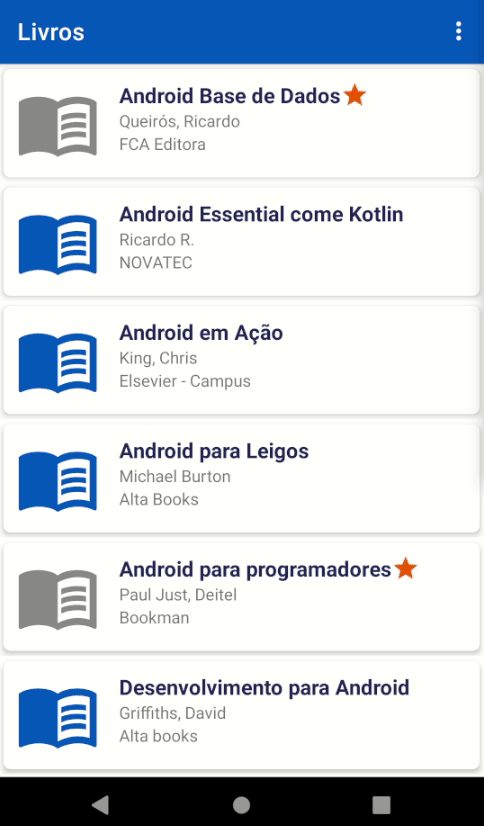 Livros
Android Base de Dados
Queirós, Ricardo
FCA Editora
Android Essential come Kotlin
Ricardo R.
NOVATEC
Android em Ação
King, Chris
Elsevier - Campus
Android para Leigos
Michael Burton
Alta Books
Android para programadores
Paul Just, Deitel
Bookman
Desenvolvimento para Android
Griffiths, David
Alta books